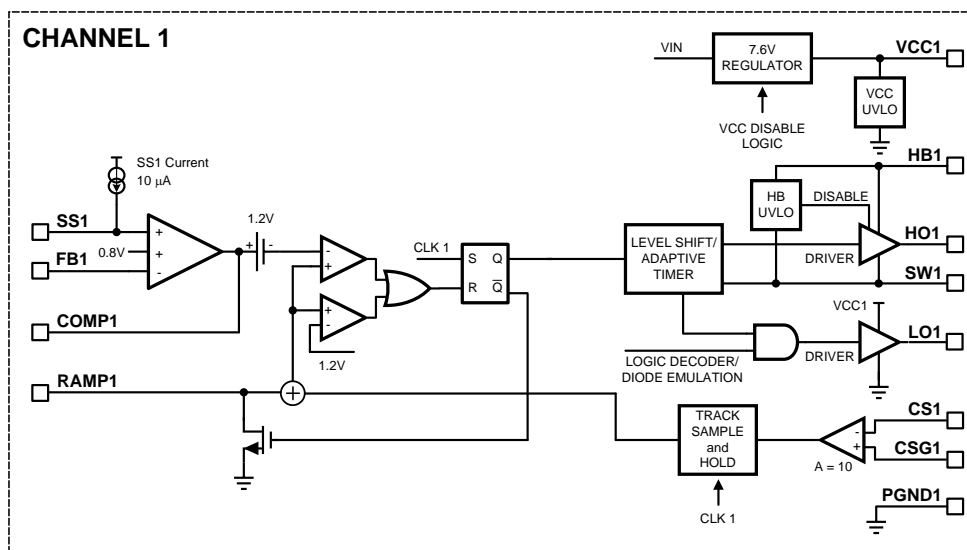 CHANNEL 1
VIN
7.6V
REGULATOR
VCC1
VCC
UVLO
VCC DISABLE
LOGIC
HB1
SS1 Current
10 μA
HB
UVLO
DISABLE
SS1
+
0.8V
+
FB1
-
1.2V
+
-
-
+
+
-
1.2V
CLK 1
S
Q
R
Q̅
LEVEL SHIFT/
ADAPTIVE
TIMER
DRIVER
HO1
SW1
COMP1
VCC1
LO1
LOGIC DECODER/
DIODE EMULATION
DRIVER
RAMP1
+
TRACK
SAMPLE
and
HOLD
CS1
-
+
CSG1
A = 10
CLK 1
PGND1